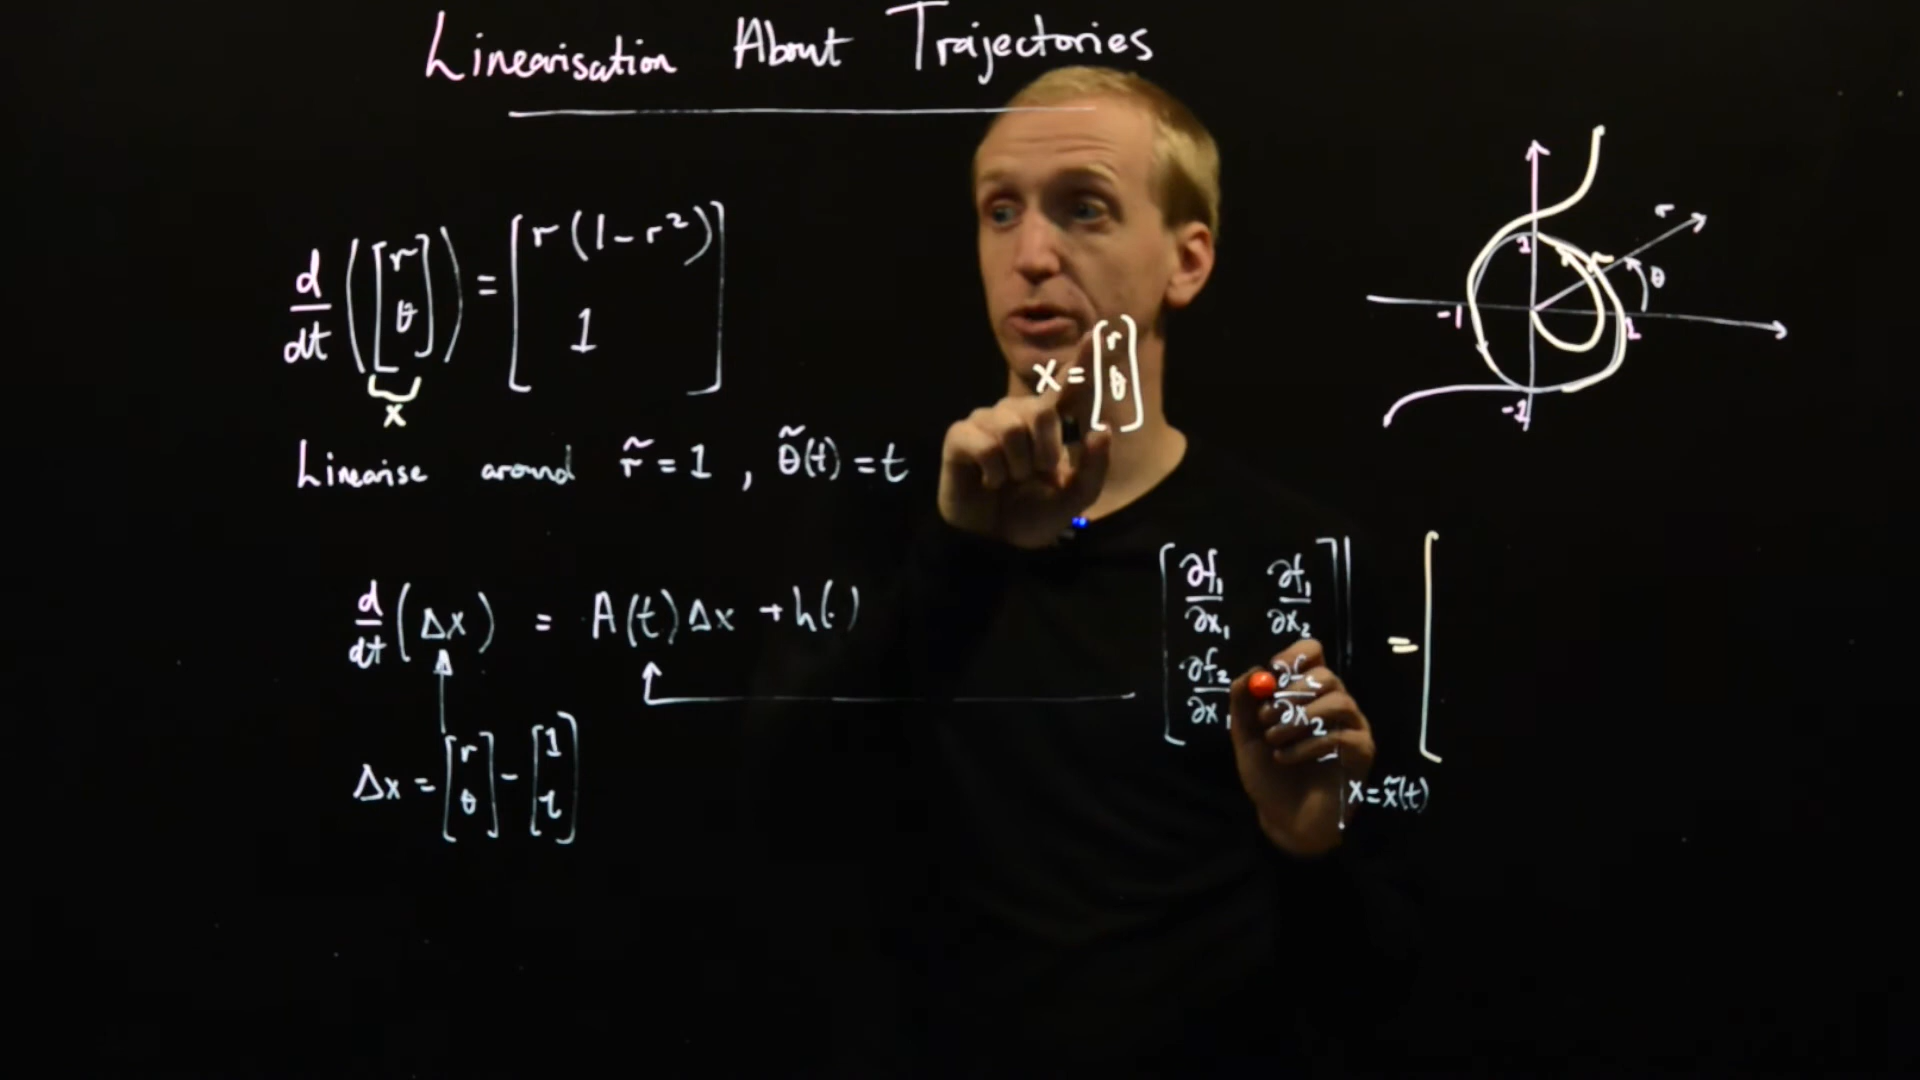 Linearisation About Trajectories
d/dt ([r θ]) = [r(1-r²) 1]
x
x = [r θ]
Linearise around r̃ = 1 , θ̃(t) = t
d/dt (Δx) = A(t)Δx + h(·)
Δx = [r θ] - [1 t]
[∂f₁/∂x₁ ∂f₁/∂x₂
∂f₂/∂x₁ ∂f₂/∂x₂] | x=x̃(t) = [
r
1 r θ
-1 1
-1